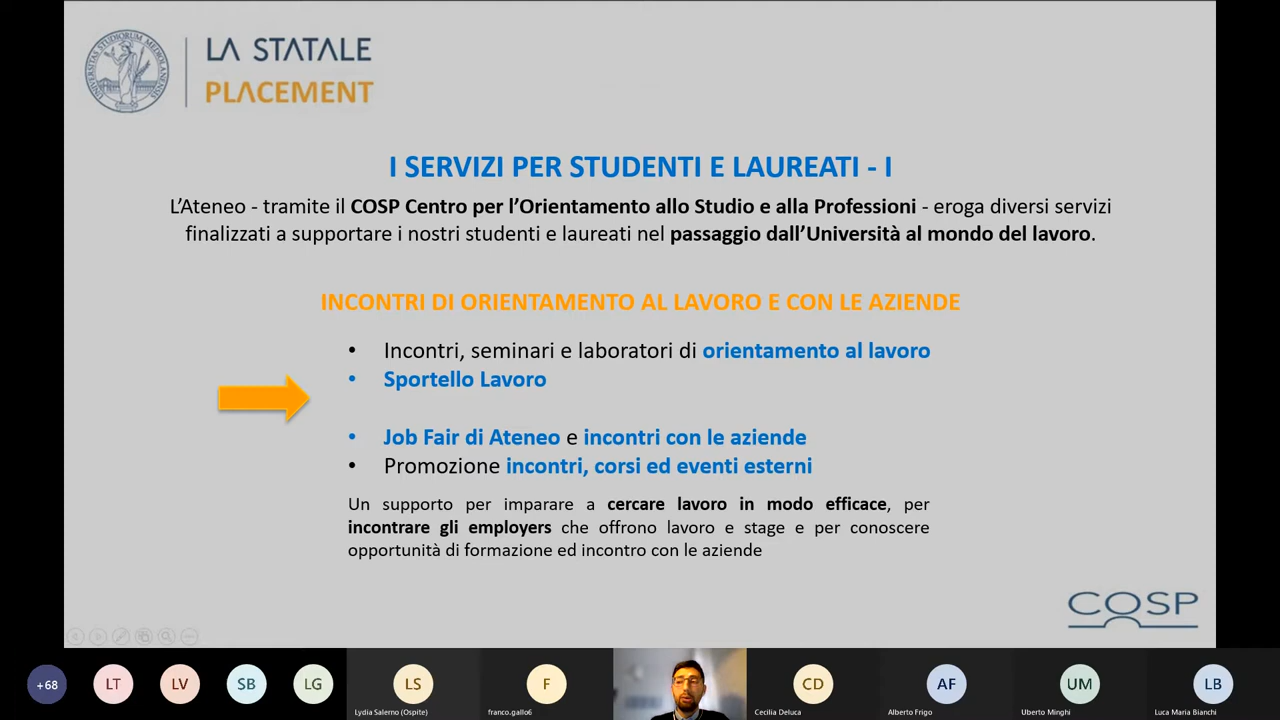 UNIVERSITAS STUDIORUM MEDIOLANENSIS
LA STATALE
PLACEMENT
I SERVIZI PER STUDENTI E LAUREATI - I
L'Ateneo - tramite il COSP Centro per l'Orientamento allo Studio e alla Professioni - eroga diversi servizi
finalizzati a supportare i nostri studenti e laureati nel passaggio dall'Università al mondo del lavoro.
INCONTRI DI ORIENTAMENTO AL LAVORO E CON LE AZIENDE
• Incontri, seminari e laboratori di orientamento al lavoro
• Sportello Lavoro
• Job Fair di Ateneo e incontri con le aziende
• Promozione incontri, corsi ed eventi esterni
Un supporto per imparare a cercare lavoro in modo efficace, per
incontrare gli employers che offrono lavoro e stage e per conoscere
opportunità di formazione ed incontro con le aziende
COSP
+68
LT
LV
SB
LG
LS
F
CD
AF
UM
LB
Lydia Salerno (Ospite)
franco.gallo6
Cecilia Deluca
Alberto Frigo
Uberto Minghi
Luca Maria Bianchi